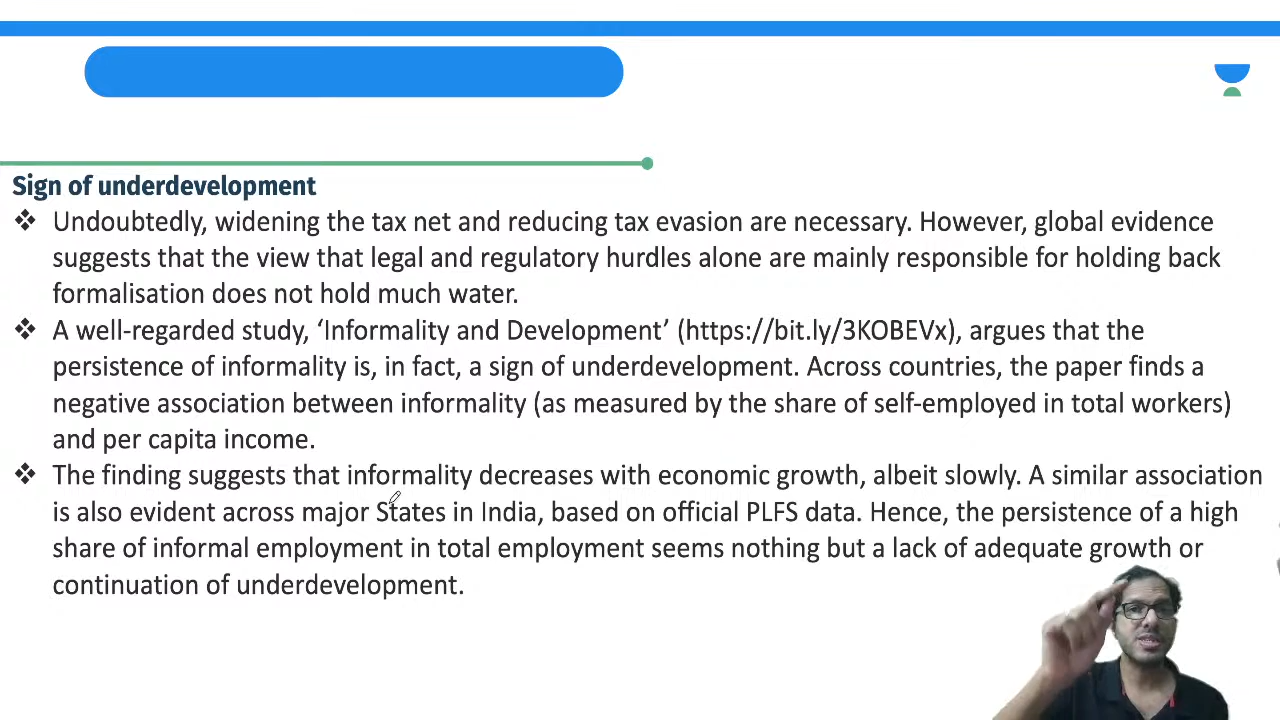 Sign of underdevelopment
❖ Undoubtedly, widening the tax net and reducing tax evasion are necessary. However, global evidence
suggests that the view that legal and regulatory hurdles alone are mainly responsible for holding back
formalisation does not hold much water.
❖ A well-regarded study, ‘Informality and Development’ (https://bit.ly/3KOBEVx), argues that the
persistence of informality is, in fact, a sign of underdevelopment. Across countries, the paper finds a
negative association between informality (as measured by the share of self-employed in total workers)
and per capita income.
❖ The finding suggests that informality decreases with economic growth, albeit slowly. A similar association
is also evident across major States in India, based on official PLFS data. Hence, the persistence of a high
share of informal employment in total employment seems nothing but a lack of adequate growth or
continuation of underdevelopment.